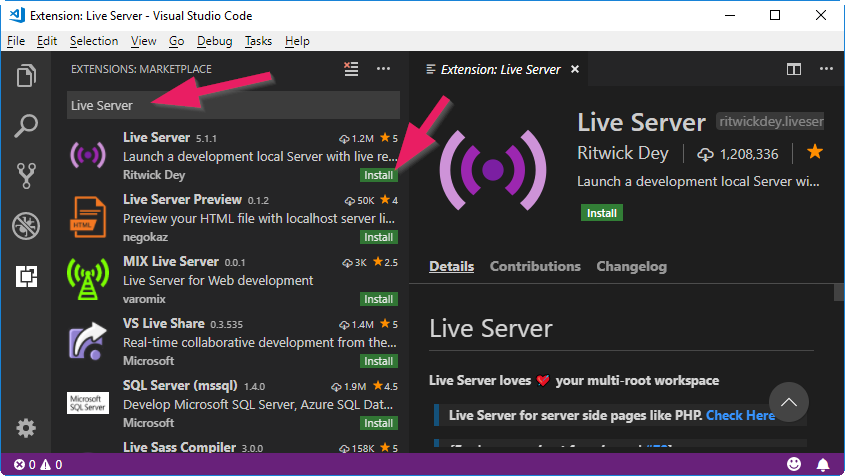 Extension: Live Server - Visual Studio Code
File Edit Selection View Go Debug Tasks Help
EXTENSIONS: MARKETPLACE
Live Server
Live Server 5.1.1 1.2M 5
Launch a development local Server with live re...
Ritwick Dey Install
Live Server Preview 0.1.2 50K 4
Preview your HTML file with localhost server li...
negokaz Install
MIX Live Server 0.0.1 3K 2.5
Live Server for Web development
varomix Install
VS Live Share 0.3.535 1.4M 5
Real-time collaborative development from the...
Microsoft Install
SQL Server (mssql) 1.4.0 1.9M 4.5
Microsoft
SQL Server
Develop Microsoft SQL Server, Azure SQL Dat...
Microsoft Install
Live Sass Compiler 3.0.0 158K 5
HTML
Extension: Live Server
Live Server ritwickdey.liveser
Ritwick Dey 1,208,336
Launch a development local Server wi...
Install
Details Contributions Changelog
Live Server
Live Server loves your multi-root workspace
Live Server for server side pages like PHP. Check Here
0 0